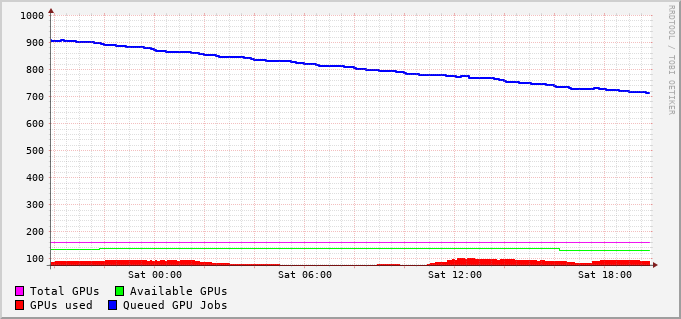 1000
900
800
700
600
500
400
300
200
100
Sat 00:00 Sat 06:00 Sat 12:00 Sat 18:00
Total GPUs Available GPUs
GPUs used Queued GPU Jobs
RRDTOOL / TOBI OETIKER